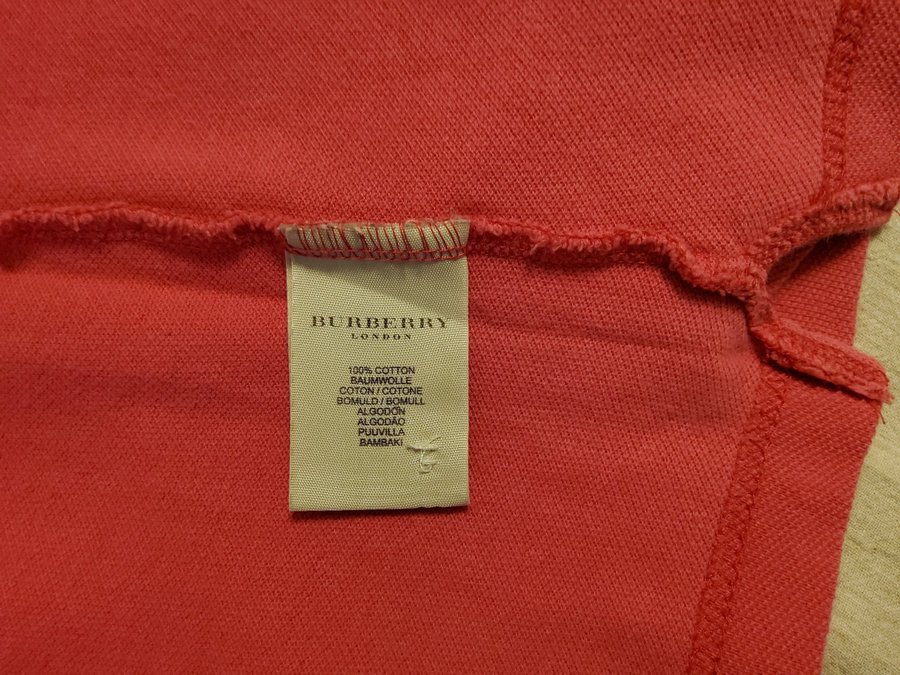 BURBERRY
LONDON
100% COTTON
BAUMWOLLE
COTON / COTONE
BOMULD / BOMULL
ALGODÓN
ALGODÃO
PUUVILLA
BAMBAKI